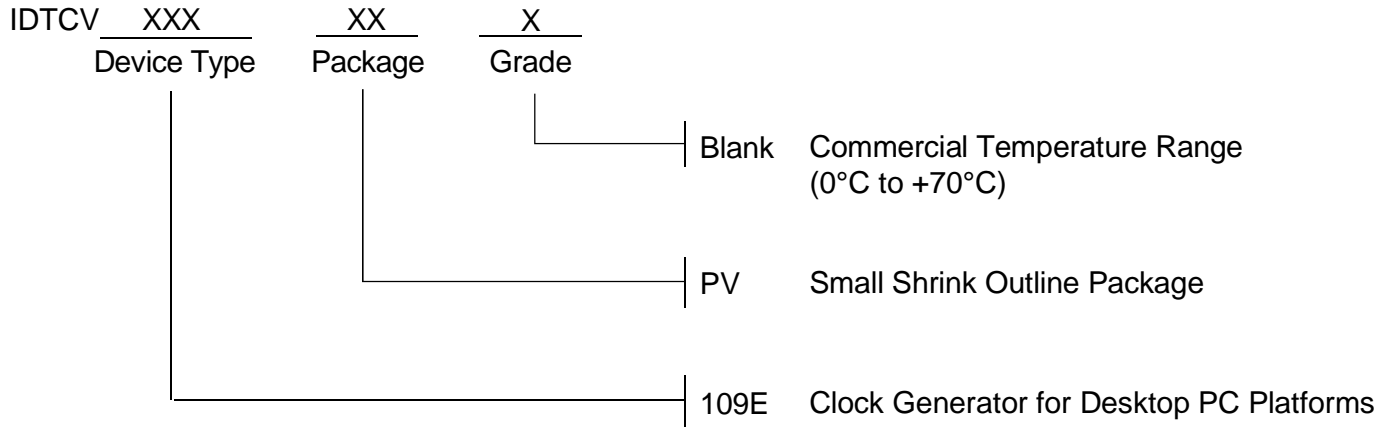 IDTCV XXX XX X
Device Type Package Grade
Blank Commercial Temperature Range
(0°C to +70°C)
PV Small Shrink Outline Package
109E Clock Generator for Desktop PC Platforms